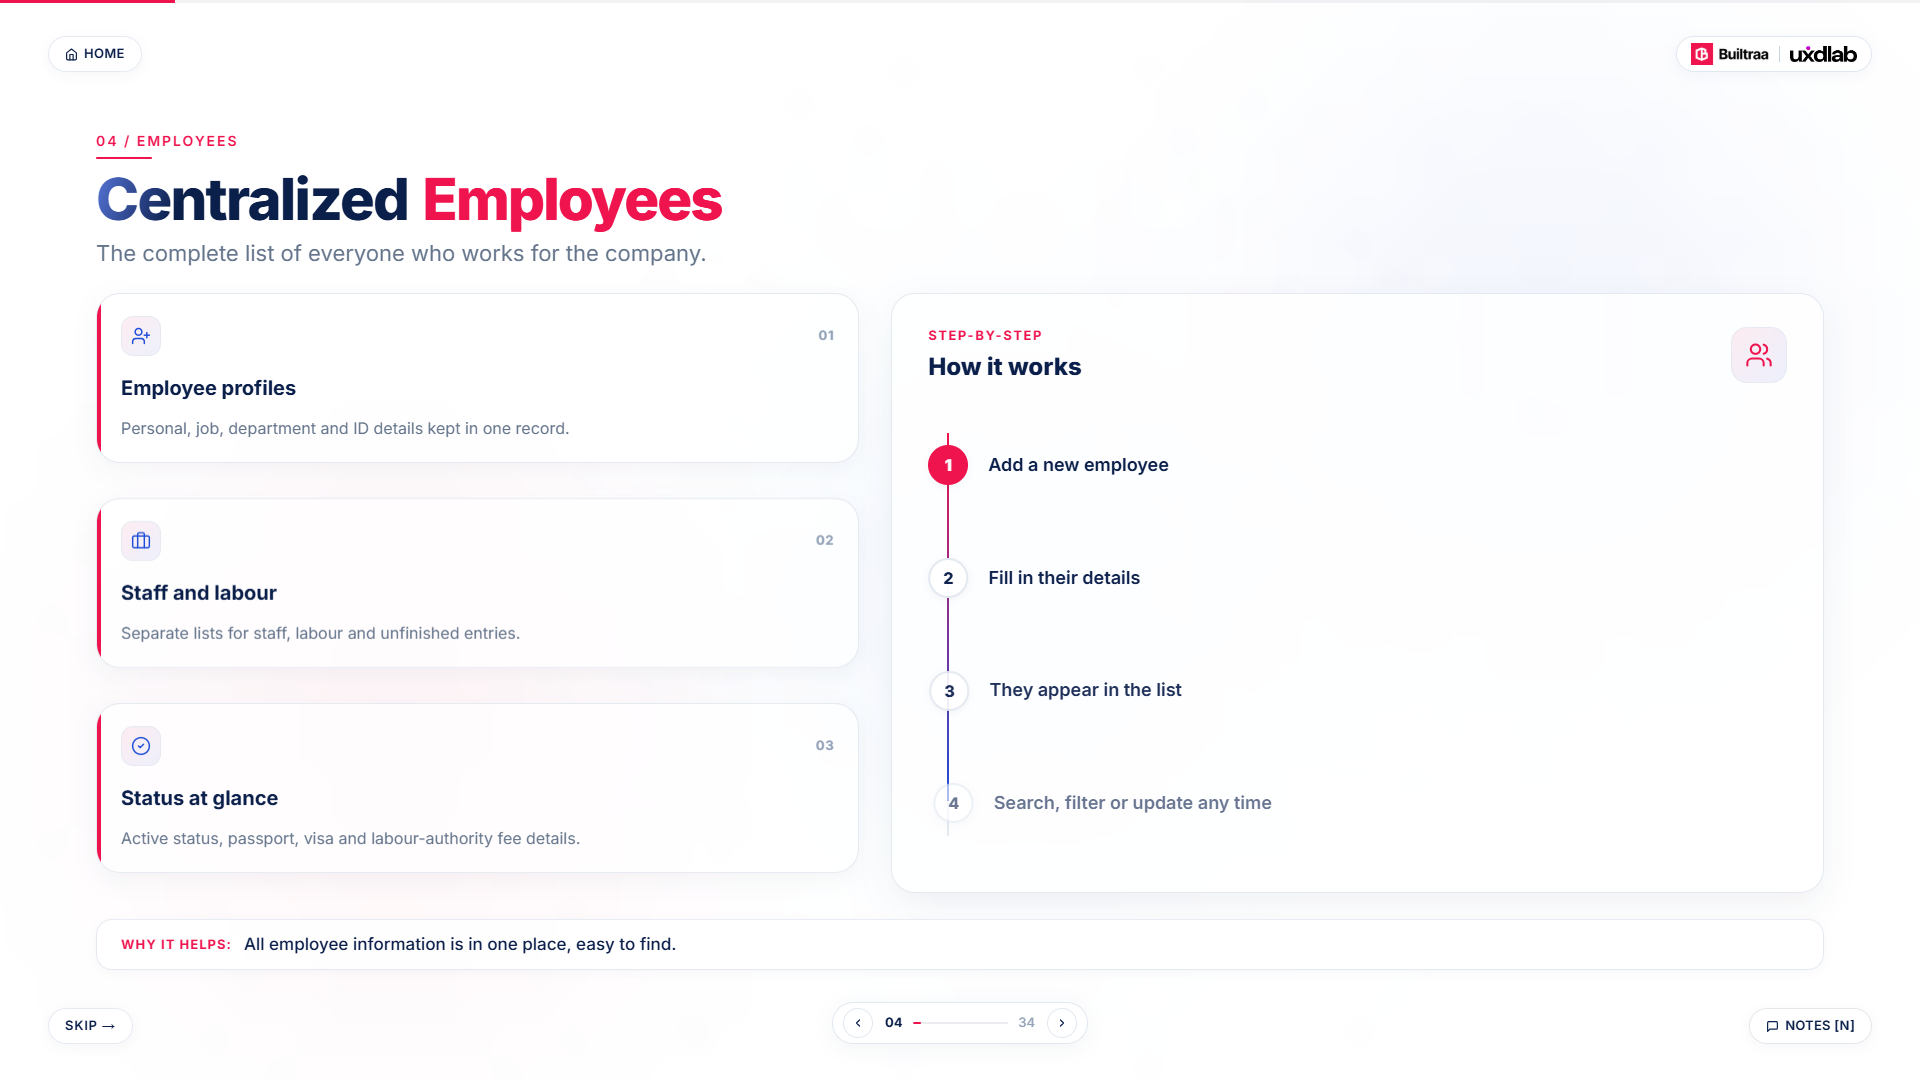 HOME
Builtraa
uxdlab
04 / EMPLOYEES
Centralized Employees
The complete list of everyone who works for the company.
01
Employee profiles
Personal, job, department and ID details kept in one record.
02
Staff and labour
Separate lists for staff, labour and unfinished entries.
03
Status at glance
Active status, passport, visa and labour-authority fee details.
STEP-BY-STEP
How it works
1 Add a new employee
2 Fill in their details
3 They appear in the list
4 Search, filter or update any time
WHY IT HELPS: All employee information is in one place, easy to find.
SKIP →
04 34
NOTES [N]